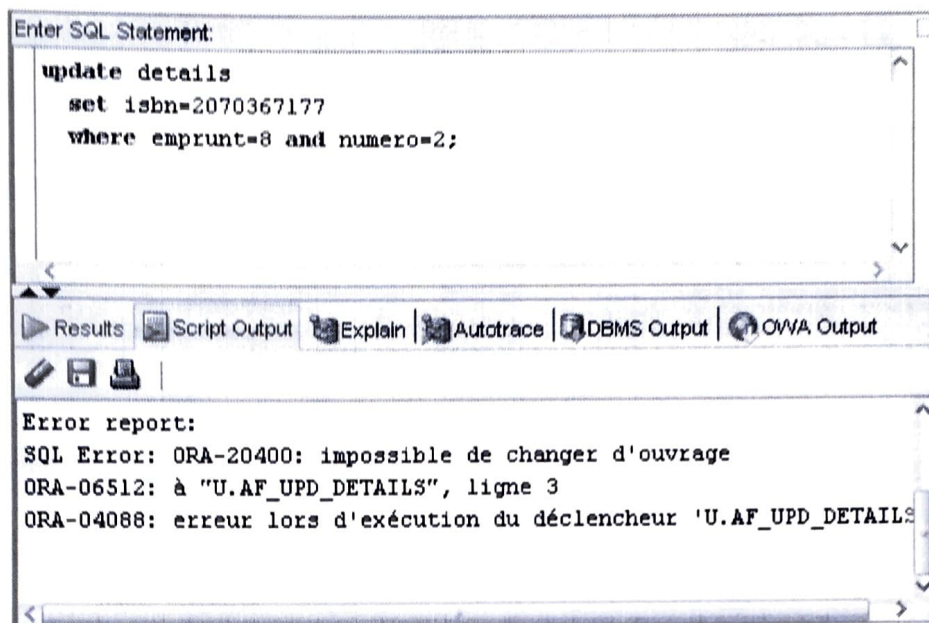 Enter SQL Statement:
update details
set isbn=2070367177
where emprunt=8 and numero=2;
Results Script Output Explain Autotrace DBMS Output OWA Output
Error report:
SQL Error: ORA-20400: impossible de changer d'ouvrage
ORA-06512: à "U.AF_UPD_DETAILS", ligne 3
ORA-04088: erreur lors d'exécution du déclencheur 'U.AF_UPD_DETAILS